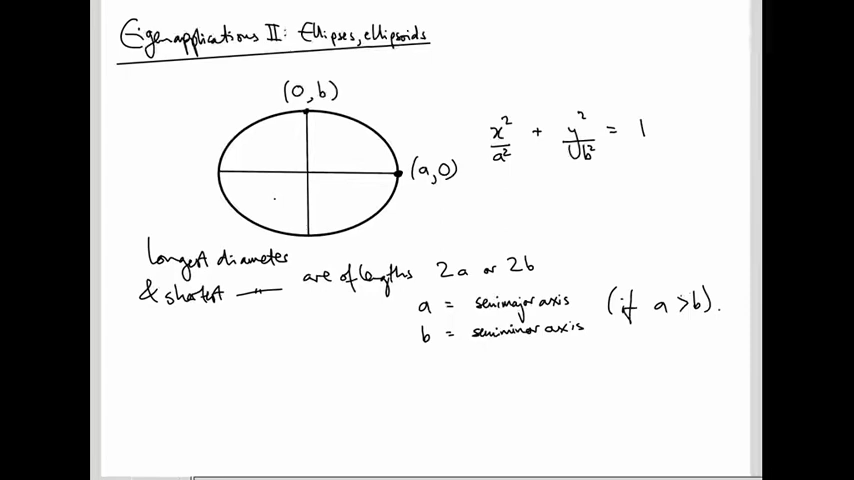 Eigenapplications II: Ellipses, ellipsoids
(0, b)
x²/a² + y²/b² = 1
(a, 0)
longest diameter
& shortest —"— are of lengths 2a or 2b
a = semimajor axis (if a > b).
b = semiminor axis